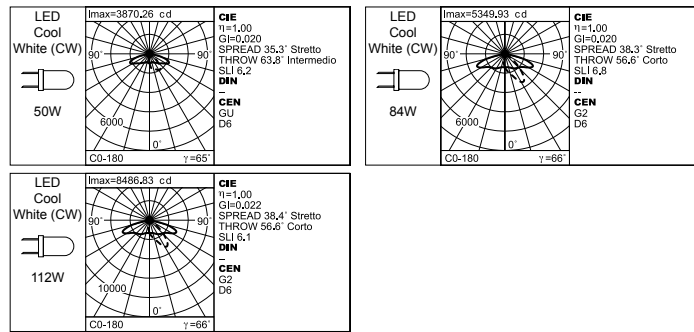 LED
Cool
White (CW)
50W
Imax=3870.26 cd
90°
90°
6000
0°
C0-180
γ=65°
CIE
η=1.00
GI=0.020
SPREAD 35.3° Stretto
THROW 63.8° Intermedio
SLI 6.2
DIN
--
CEN
GU
D6
LED
Cool
White (CW)
84W
Imax=5349.93 cd
90°
90°
6000
0°
C0-180
γ=66°
CIE
η=1.00
GI=0.020
SPREAD 38.3° Stretto
THROW 56.6° Corto
SLI 6.8
DIN
--
CEN
G2
D6
LED
Cool
White (CW)
112W
Imax=8486.83 cd
90°
90°
10000
0°
C0-180
γ=66°
CIE
η=1.00
GI=0.022
SPREAD 38.4° Stretto
THROW 56.6° Corto
SLI 6.1
DIN
--
CEN
G2
D6